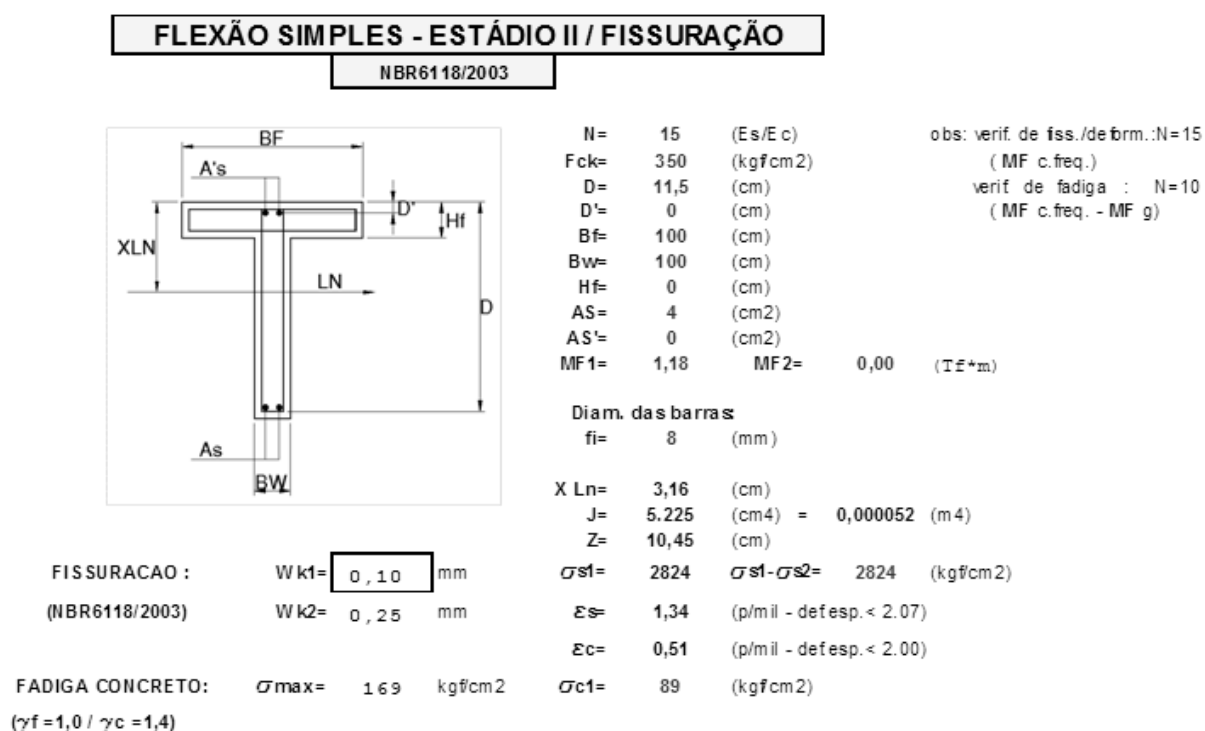 FLEXÃO SIMPLES - ESTÁDIO II / FISSURAÇÃO
NBR6118/2003
BF
A's
D'
Hf
XLN
LN
D
As
BW
N= 15 (Es/Ec) obs: verif. de fiss./deform.:N=15
Fck= 350 (kgfcm2) (MF c.freq.)
D= 11,5 (cm) verif de fadiga : N=10
D'= 0 (cm) (MF c.freq. - MF g)
Bf= 100 (cm)
Bw= 100 (cm)
Hf= 0 (cm)
AS= 4 (cm2)
AS'= 0 (cm2)
MF1= 1,18 MF2= 0,00 (Tf*m)
Diam. das barras:
fi= 8 (mm)
X Ln= 3,16 (cm)
J= 5.225 (cm4) = 0,000052 (m4)
Z= 10,45 (cm)
FISSURACAO : Wk1= 0,10 mm σs1= 2824 σs1-σs2= 2824 (kgf/cm2)
(NBR6118/2003) Wk2= 0,25 mm εs= 1,34 (p/mil - def esp.< 2.07)
εc= 0,51 (p/mil - def esp.< 2.00)
FADIGA CONCRETO: σmax= 169 kgf/cm2 σc1= 89 (kgfcm2)
(γf =1,0 / γc =1,4)